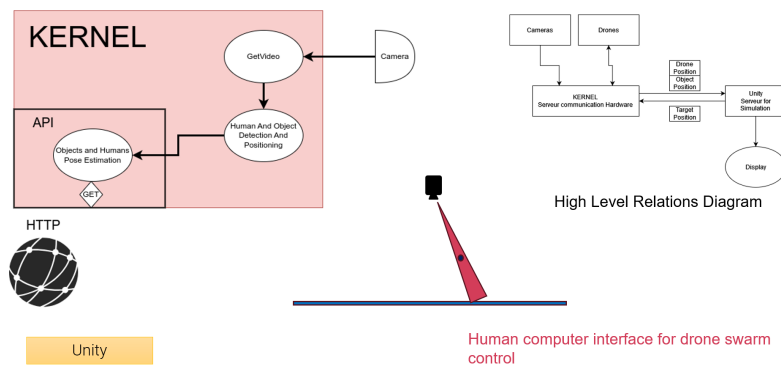 KERNEL
GetVideo
Camera
API
Human And Object
Detection And
Positioning
Objects and Humans
Pose Estimation
GET
HTTP
Unity
Cameras
Drones
Drone
Position
Object
Position
KERNEL
Serveur communication Hardware
Target
Position
Unity
Serveur for
Simulation
Display
High Level Relations Diagram
Human computer interface for drone swarm
control